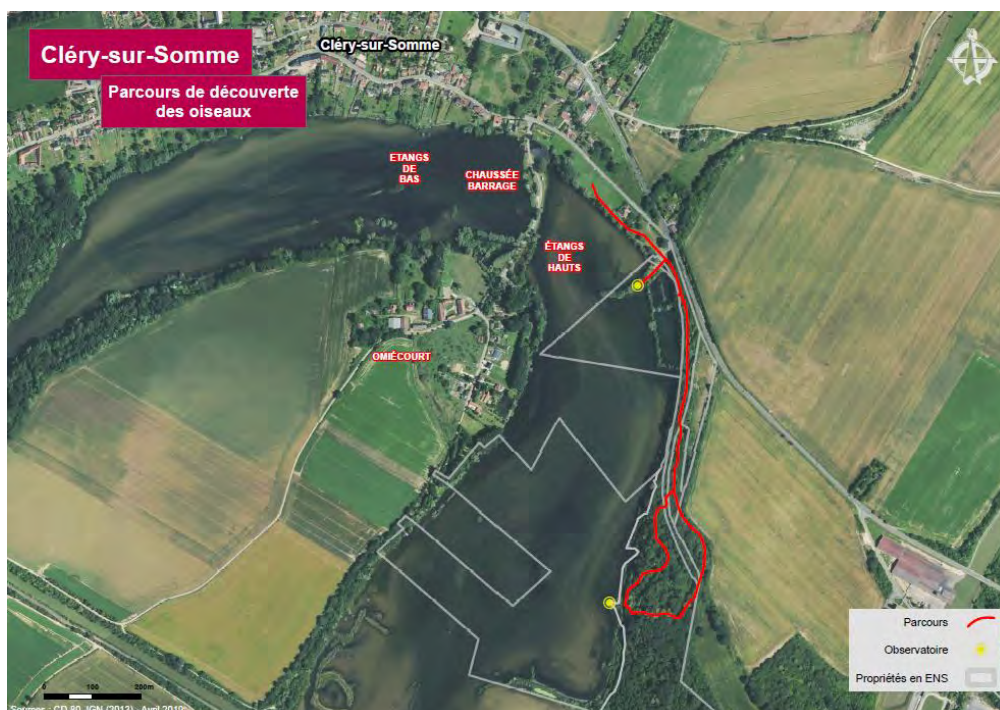 Cléry-sur-Somme
Parcours de découverte
des oiseaux
Cléry-sur-Somme
ETANGS
DE
BAS
CHAUSSÉE
BARRAGE
ÉTANGS
DE
HAUTS
OMIÉCOURT
Parcours
Observatoire
Propriétés en ENS
0 100 200m
Sources : CD 80, IGN (2013) - Avril 2019